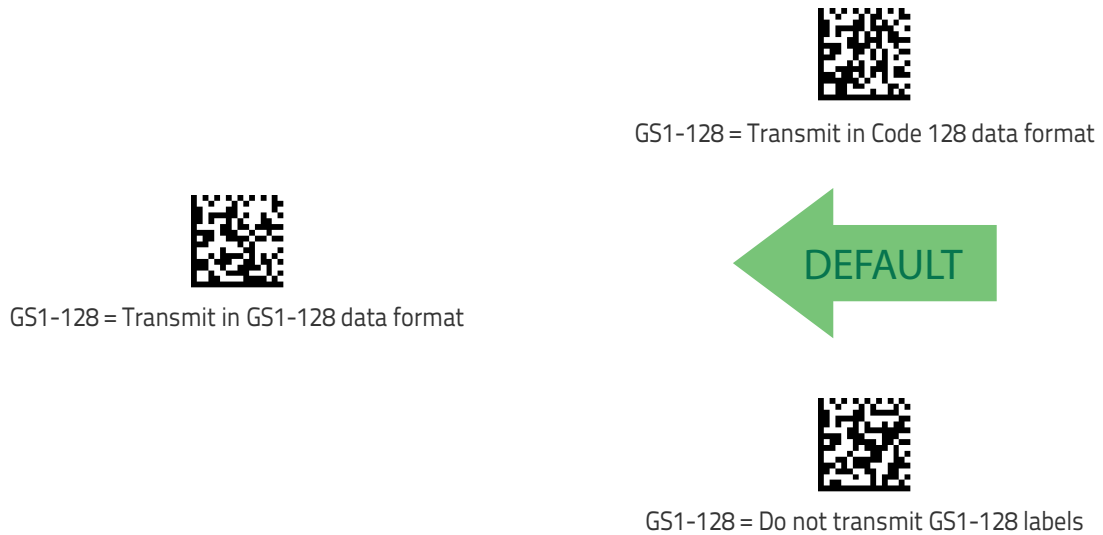 GS1-128 = Transmit in Code 128 data format
DEFAULT
GS1-128 = Transmit in GS1-128 data format
GS1-128 = Do not transmit GS1-128 labels